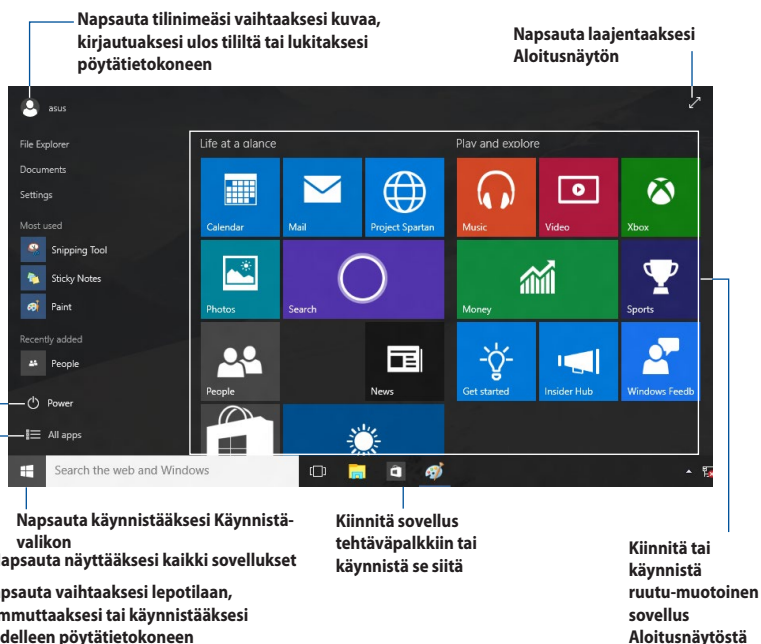 Napsauta tilinimeäsi vaihtaaksesi kuvaa,
kirjautuaksesi ulos tililtä tai lukitaksesi
pöytätietokoneen
Napsauta laajentaaksesi
Aloitusnäytön
asus
File Explorer
Documents
Settings
Most used
Snipping Tool
Sticky Notes
Paint
Recently added
People
Power
All apps
Search the web and Windows
Life at a glance
Calendar
Mail
Project Spartan
Photos
Search
People
News
Play and explore
Music
Video
Xbox
Money
Sports
Get started
Insider Hub
Windows Feedb
Napsauta käynnistääksesi Käynnistä-
valikon
apsauta näyttääksesi kaikki sovellukset
psauta vaihtaaksesi lepotilaan,
mmuttaaksesi tai käynnistääksesi
delleen pöytätietokoneen
Kiinnitä sovellus
tehtäväpalkkiin tai
käynnistä se siitä
Kiinnitä tai
käynnistä
ruutu-muotoinen
sovellus
Aloitusnäytöstä